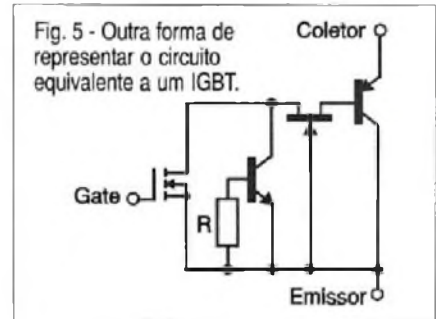 Fig. 5 - Outra forma de
representar o circuito
equivalente a um IGBT.
Coletor
Gate
R
Emissor